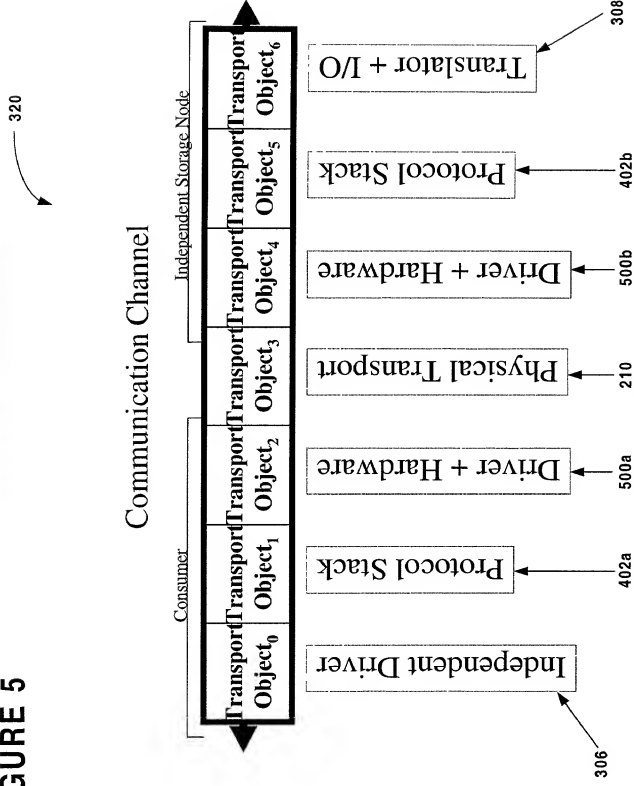 GURE 5
320
Communication Channel
Consumer
Independent Storage Node
Transport
Object0
Transport
Object1
Transport
Object2
Transport
Object3
Transport
Object4
Transport
Object5
Transport
Object6
Independent Driver
Protocol Stack
Driver + Hardware
Physical Transport
Driver + Hardware
Protocol Stack
Translator + I/O
306
402a
500a
210
500b
402b
308